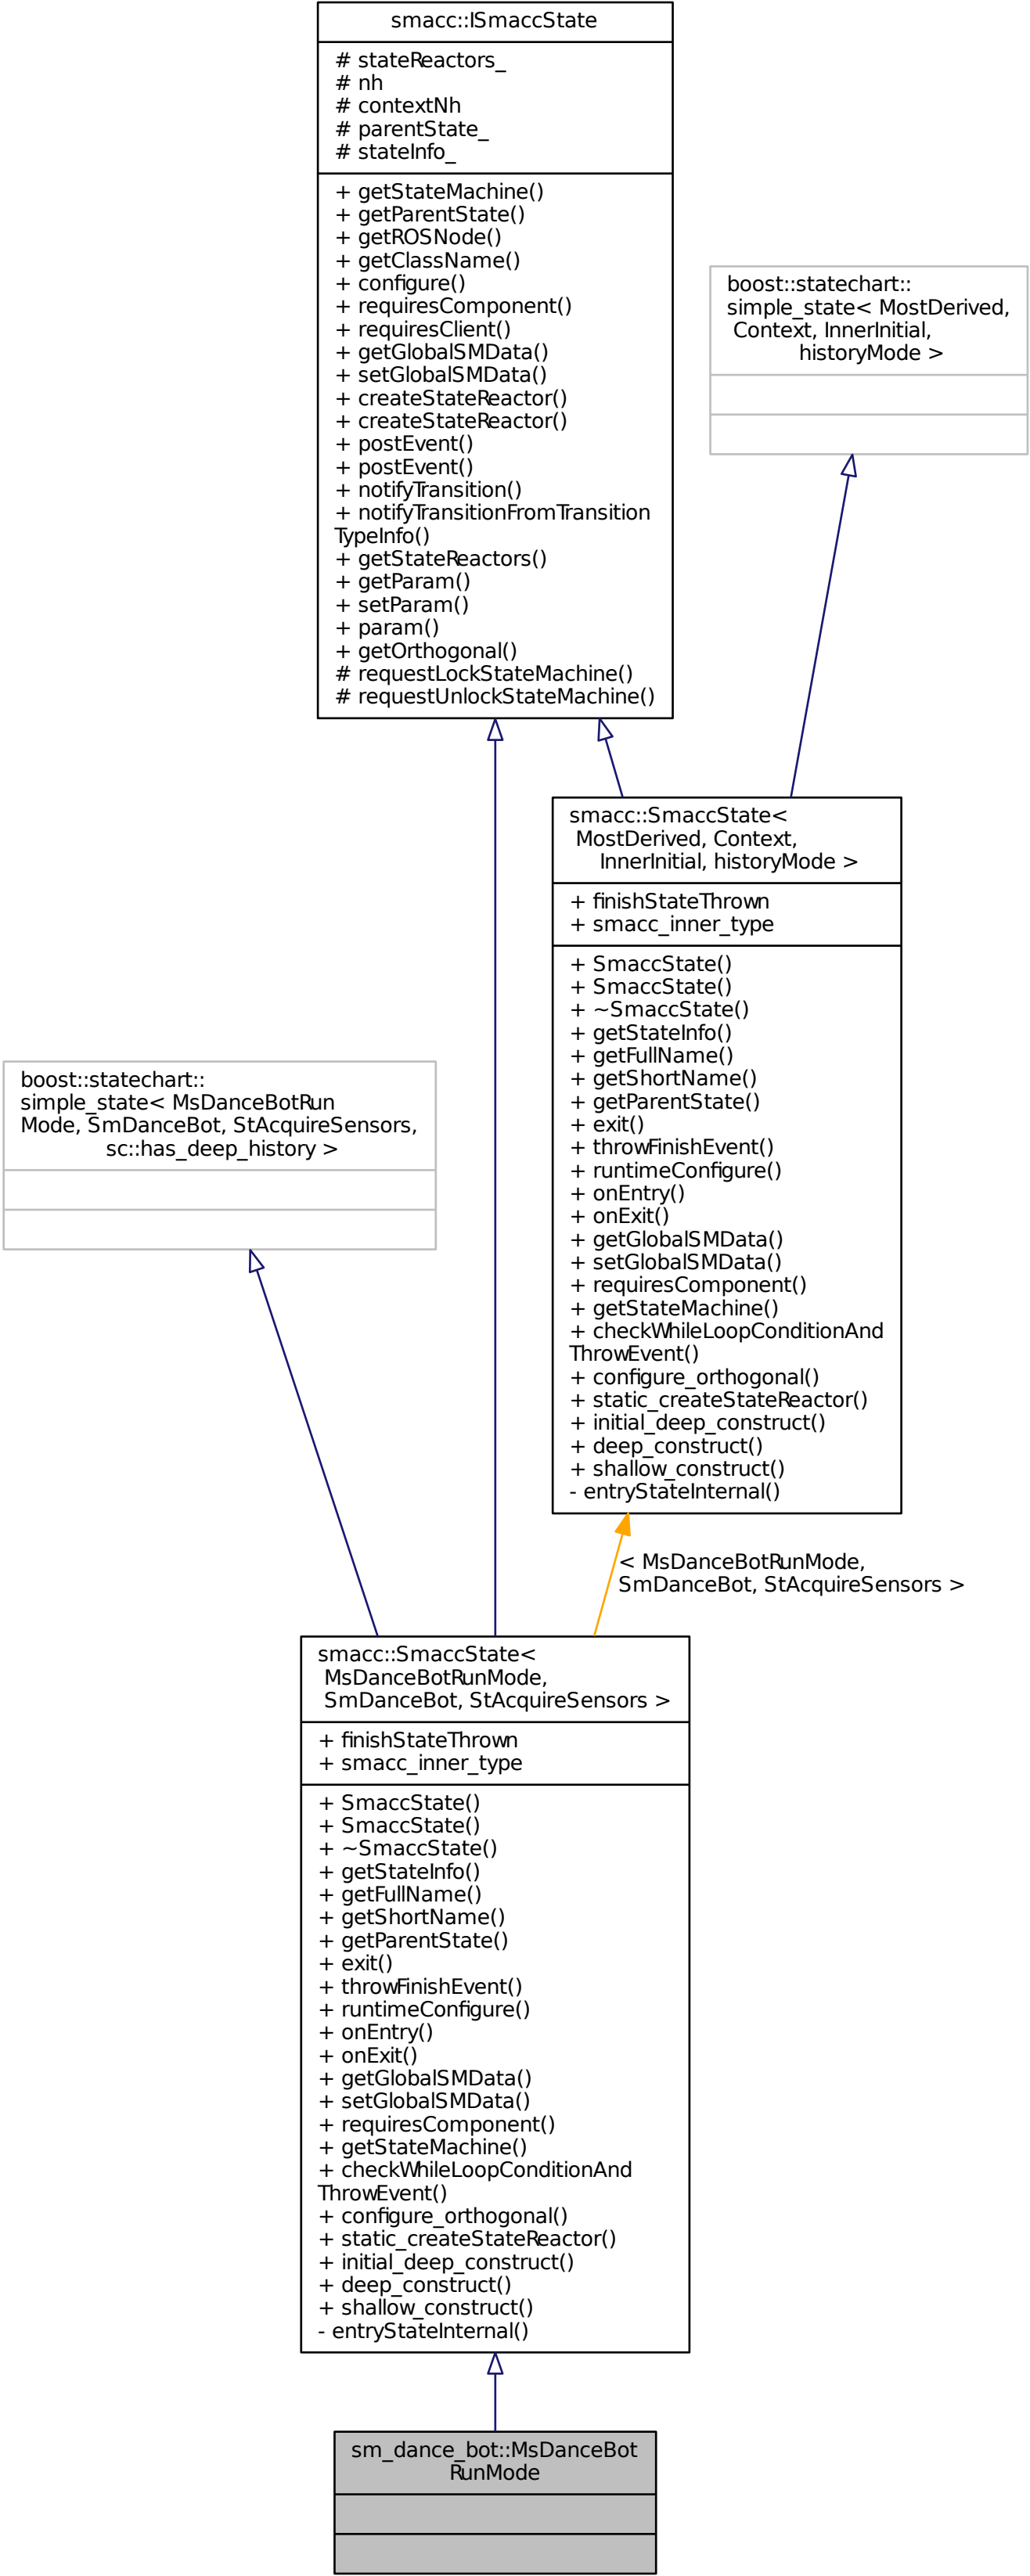 smacc::ISmaccState
# stateReactors_
# nh
# contextNh
# parentState_
# stateInfo_
+ getStateMachine()
+ getParentState()
+ getROSNode()
+ getClassName()
+ configure()
+ requiresComponent()
+ requiresClient()
+ getGlobalSMData()
+ setGlobalSMData()
+ createStateReactor()
+ createStateReactor()
+ postEvent()
+ postEvent()
+ notifyTransition()
+ notifyTransitionFromTransition
TypeInfo()
+ getStateReactors()
+ getParam()
+ setParam()
+ param()
+ getOrthogonal()
# requestLockStateMachine()
# requestUnlockStateMachine()
boost::statechart::
simple_state< MostDerived,
Context, InnerInitial,
historyMode >
smacc::SmaccState<
MostDerived, Context,
InnerInitial, historyMode >
+ finishStateThrown
+ smacc_inner_type
+ SmaccState()
+ SmaccState()
+ ~SmaccState()
+ getStateInfo()
+ getFullName()
+ getShortName()
+ getParentState()
+ exit()
+ throwFinishEvent()
+ runtimeConfigure()
+ onEntry()
+ onExit()
+ getGlobalSMData()
+ setGlobalSMData()
+ requiresComponent()
+ getStateMachine()
+ checkWhileLoopConditionAnd
ThrowEvent()
+ configure_orthogonal()
+ static_createStateReactor()
+ initial_deep_construct()
+ deep_construct()
+ shallow_construct()
- entryStateInternal()
boost::statechart::
simple_state< MsDanceBotRun
Mode, SmDanceBot, StAcquireSensors,
sc::has_deep_history >
< MsDanceBotRunMode,
SmDanceBot, StAcquireSensors >
smacc::SmaccState<
MsDanceBotRunMode,
SmDanceBot, StAcquireSensors >
+ finishStateThrown
+ smacc_inner_type
+ SmaccState()
+ SmaccState()
+ ~SmaccState()
+ getStateInfo()
+ getFullName()
+ getShortName()
+ getParentState()
+ exit()
+ throwFinishEvent()
+ runtimeConfigure()
+ onEntry()
+ onExit()
+ getGlobalSMData()
+ setGlobalSMData()
+ requiresComponent()
+ getStateMachine()
+ checkWhileLoopConditionAnd
ThrowEvent()
+ configure_orthogonal()
+ static_createStateReactor()
+ initial_deep_construct()
+ deep_construct()
+ shallow_construct()
- entryStateInternal()
sm_dance_bot::MsDanceBot
RunMode